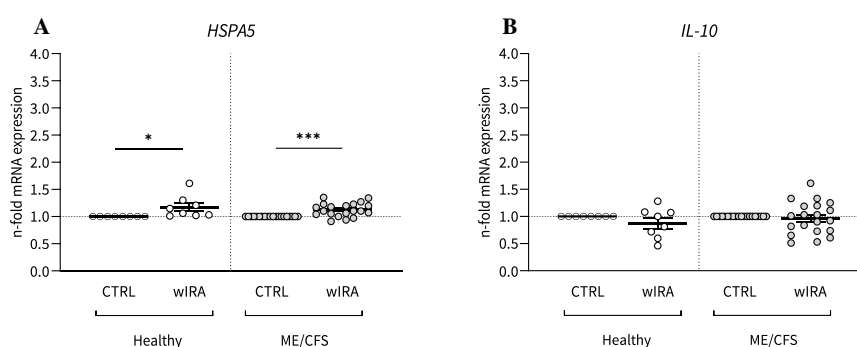 A
HSPA5
n-fold mRNA expression
4.0
3.5
3.0
2.5
2.0
1.5
1.0
0.5
0.0
*
***
CTRL
wIRA
CTRL
wIRA
Healthy
ME/CFS
B
IL-10
n-fold mRNA expression
4.0
3.5
3.0
2.5
2.0
1.5
1.0
0.5
0.0
CTRL
wIRA
CTRL
wIRA
Healthy
ME/CFS